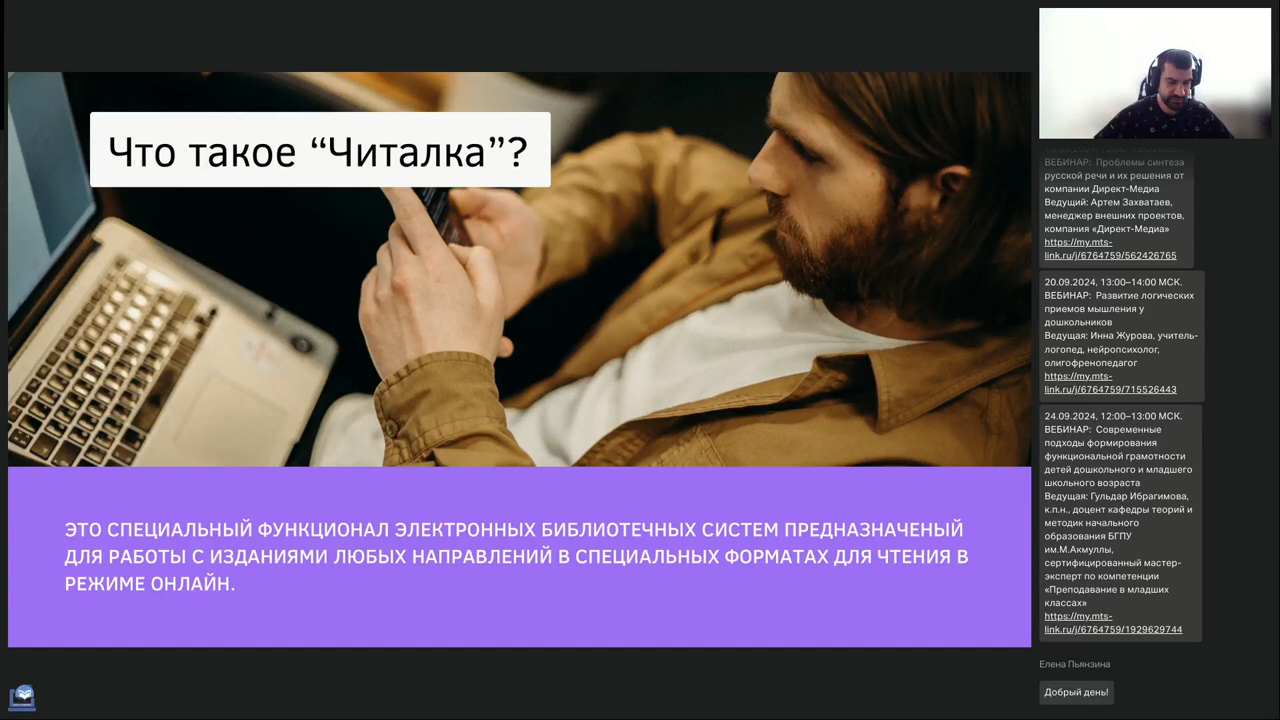 Что такое “Читалка”?
ЭТО СПЕЦИАЛЬНЫЙ ФУНКЦИОНАЛ ЭЛЕКТРОННЫХ БИБЛИОТЕЧНЫХ СИСТЕМ ПРЕДНАЗНАЧЕНЫЙ
ДЛЯ РАБОТЫ С ИЗДАНИЯМИ ЛЮБЫХ НАПРАВЛЕНИЙ В СПЕЦИАЛЬНЫХ ФОРМАТАХ ДЛЯ ЧТЕНИЯ В
РЕЖИМЕ ОНЛАЙН.
ВЕБИНАР: Проблемы синтеза
русской речи и их решения от
компании Директ-Медиа
Ведущий: Артем Захватаев,
менеджер внешних проектов,
компания «Директ-Медиа»
https://my.mts-
link.ru/j/6764759/562426765
20.09.2024, 13:00–14:00 МСК.
ВЕБИНАР: Развитие логических
приемов мышления у
дошкольников
Ведущая: Инна Журова, учитель-
логопед, нейропсихолог,
олигофренопедагог
https://my.mts-
link.ru/j/6764759/715526443
24.09.2024, 12:00–13:00 МСК.
ВЕБИНАР: Современные
подходы формирования
функциональной грамотности
детей дошкольного и младшего
школьного возраста
Ведущая: Гульдар Ибрагимова,
к.п.н., доцент кафедры теорий и
методик начального
образования БГПУ
им.М.Акмуллы,
сертифицированный мастер-
эксперт по компетенции
«Преподавание в младших
классах»
https://my.mts-
link.ru/j/6764759/1929629744
Елена Пьянзина
Добрый день!